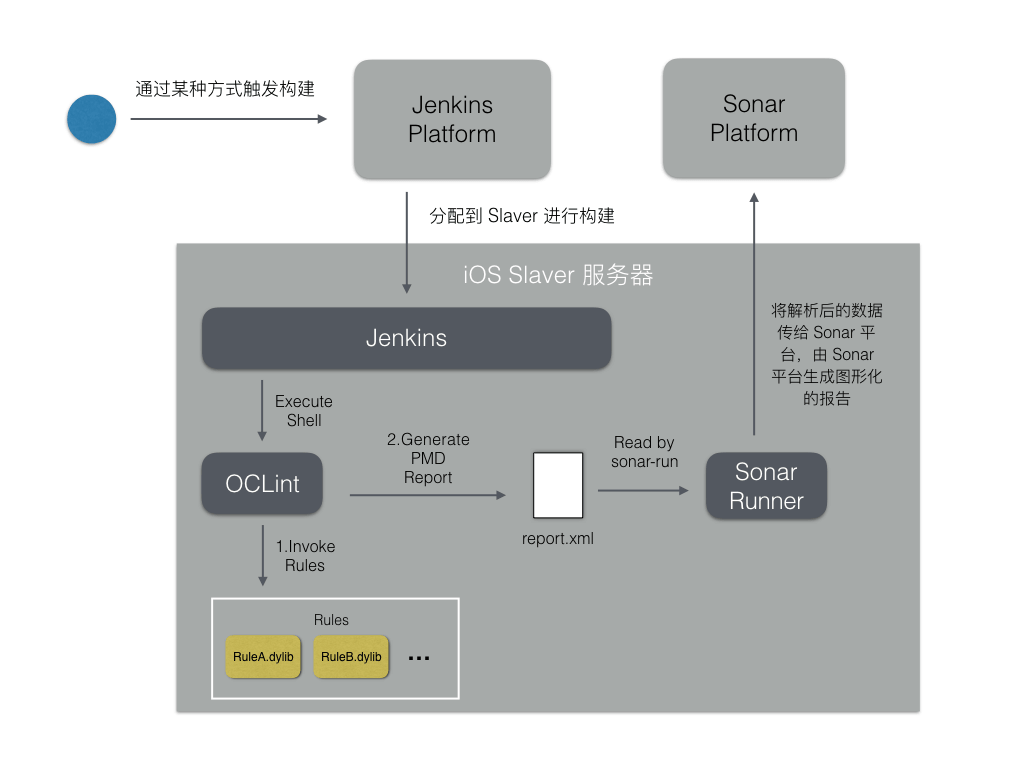 通过某种方式触发构建
Jenkins
Platform
Sonar
Platform
分配到 Slaver 进行构建
iOS Slaver 服务器
Jenkins
将解析后的数据
传给 Sonar 平
台，由 Sonar
平台生成图形化
的报告
Execute
Shell
2.Generate
PMD
Report
Read by
sonar-run
OCLint
Sonar
Runner
report.xml
1.Invoke
Rules
Rules
RuleA.dylib
RuleB.dylib
...